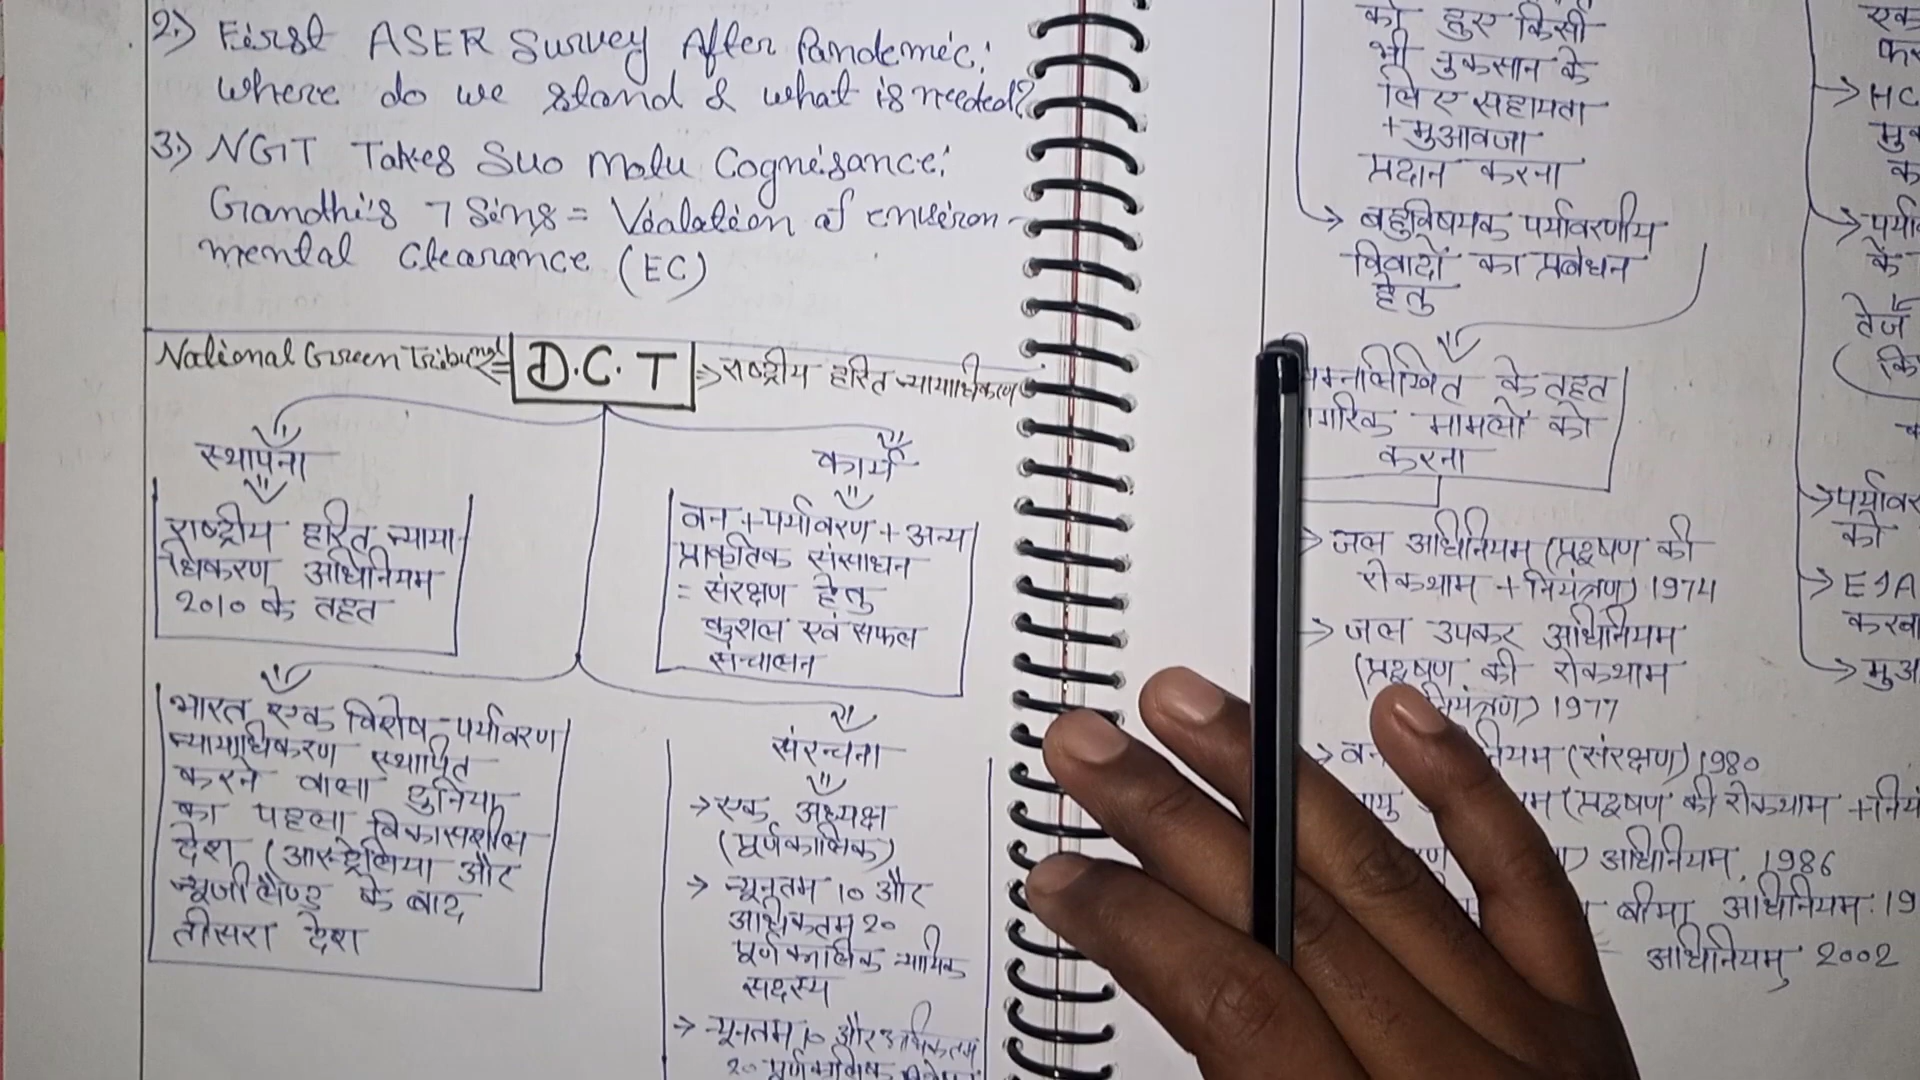 2.) First ASER Survey After Pandemic:
where do we stand & what is needed?
3.) NGT Takes Suo Motu Cognisance:
Gandhi's 7 Sins = Voalation of environ-
mental Clearance (EC)
National Green Tribunal = D.C.T ⇒ राष्ट्रीय हरित न्यायाधिकरण
स्थापना
राष्ट्रीय हरित न्याया
धिकरण अधिनियम
2010 के तहत
कार्य
वन + पर्यावरण + अन्य
प्राकृतिक संसाधन
= संरक्षण हेतु
कुशल एवं सफल
संचालन
भारत एक विशेष पर्यावरण
न्यायाधिकरण स्थापित
करने वाला दुनिया
का पहला विकासशील
देश (आस्ट्रेलिया और
न्यूजीलैण्ड के बाद
तीसरा देश
संरचना
→ एक अध्यक्ष
(पूर्णकालिक)
→ न्यूनतम 10 और
अधिकतम 20
पूर्णकालिक न्यायिक
सदस्य
→ न्यूनतम 10 और अधिकतम
20 पूर्णकालिक
को हुए किसी
भी नुकसान के
लिए सहायता
+ मुआवजा
प्रदान करना
→ बहुविषयक पर्यावरणीय
विवादों का प्रबंधन
हेतु
के तहत
मामलों को
करना
→ जल अधिनियम (प्रदूषण की
रोकथाम + नियंत्रण) 1974
→ जल उपकर अधिनियम
(प्रदूषण की रोकथाम
1977
(संरक्षण) 1980
(प्रदूषण की रोकथाम +
अधिनियम, 1986
बीमा अधिनियम: 19
अधिनियम 2002
→ HC
→ EIA